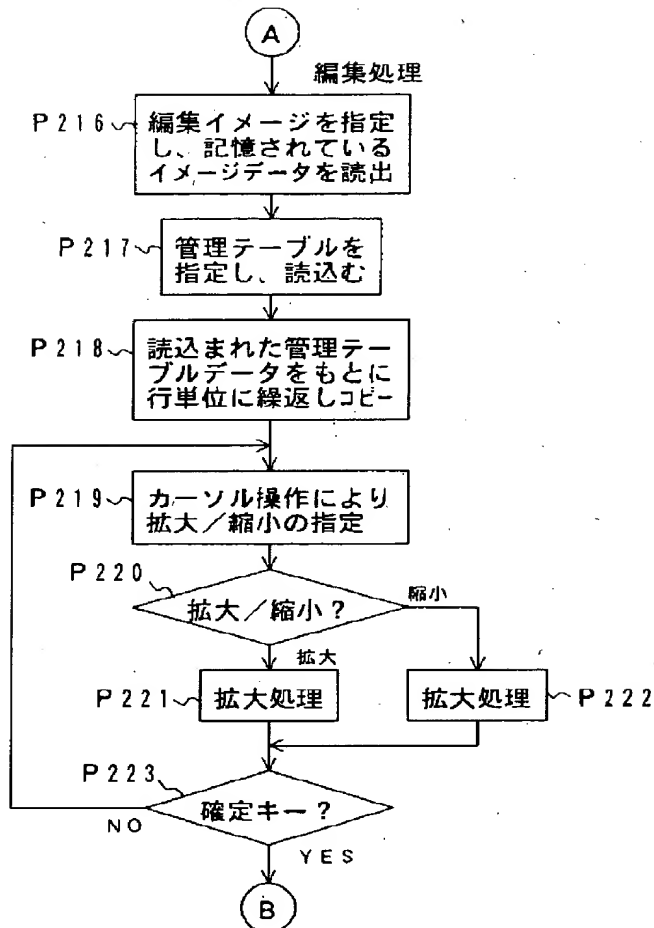 A
編集処理
P216
編集イメージを指定
し、記憶されている
イメージデータを読出
P217
管理テーブルを
指定し、読込む
P218
読込まれた管理テー
ブルデータをもとに
行単位に繰返しコピー
P219
カーソル操作により
拡大／縮小の指定
P220
拡大／縮小？
縮小
拡大
P221
拡大処理
拡大処理
P222
P223
確定キー？
NO
YES
B